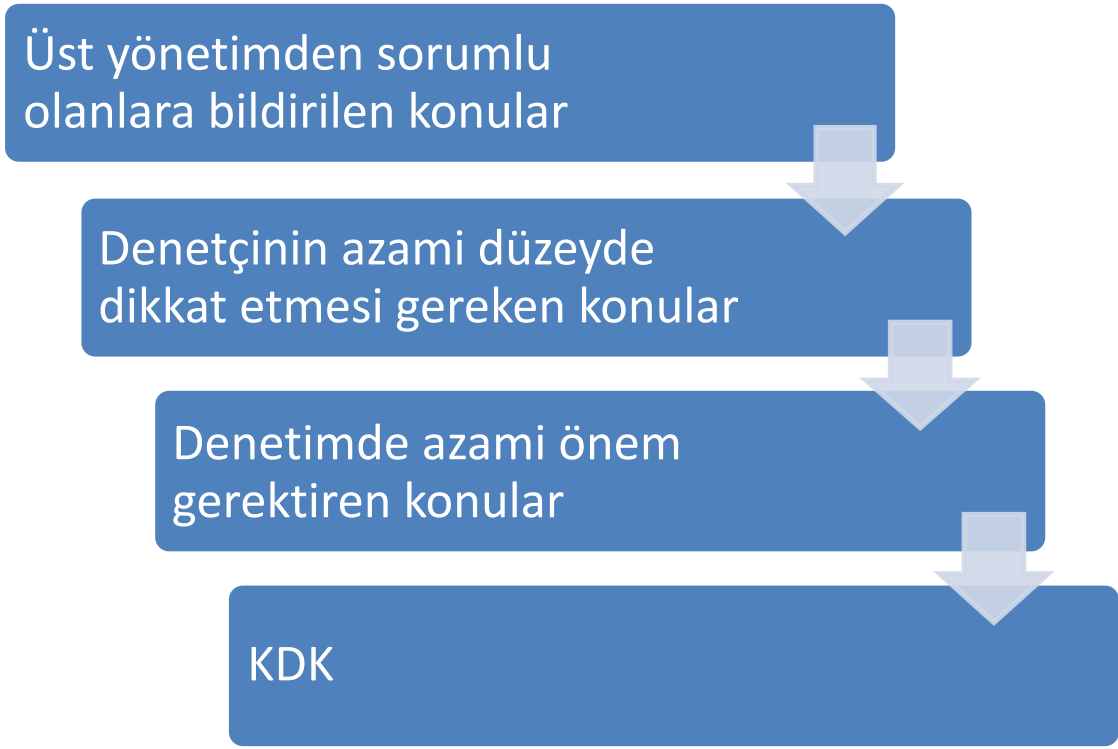 Üst yönetimden sorumlu
olanlara bildirilen konular
Denetçinin azami düzeyde
dikkat etmesi gereken konular
Denetimde azami önem
gerektiren konular
KDK